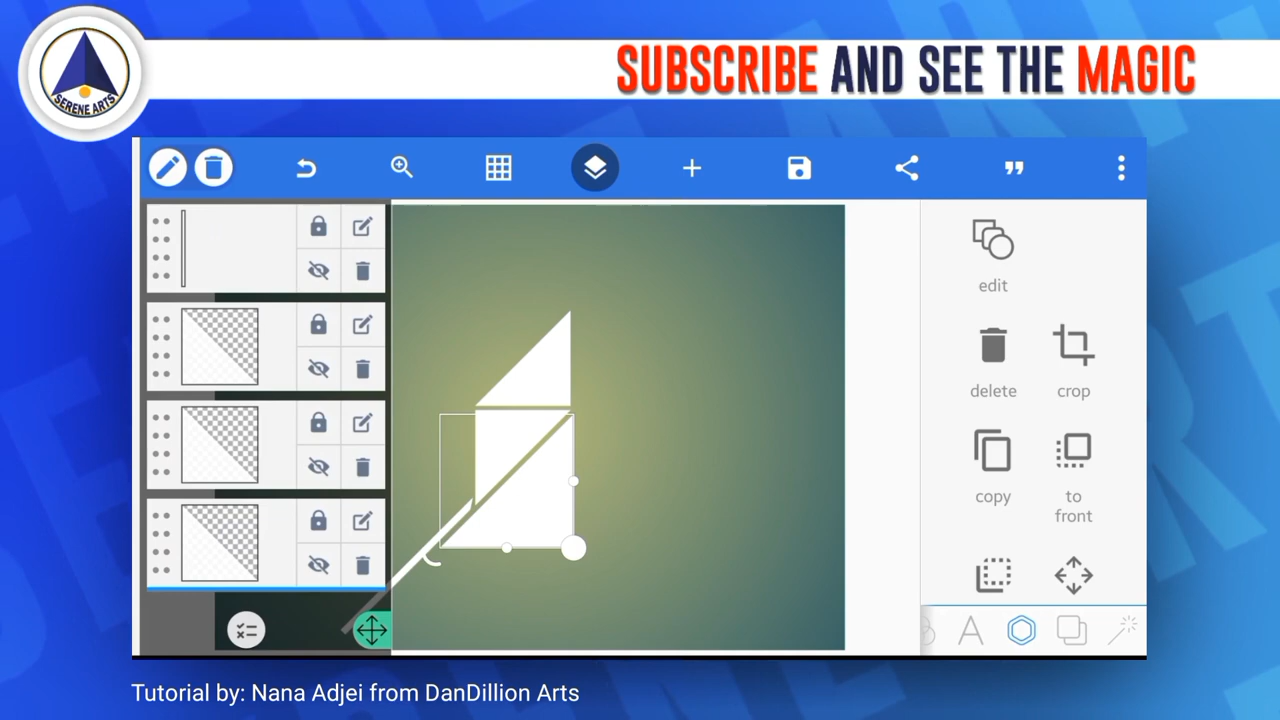 SUBSCRIBE AND SEE THE MAGIC
SERENE ARTS
edit
delete
crop
copy
to
front
A
Tutorial by: Nana Adjei from DanDillion Arts